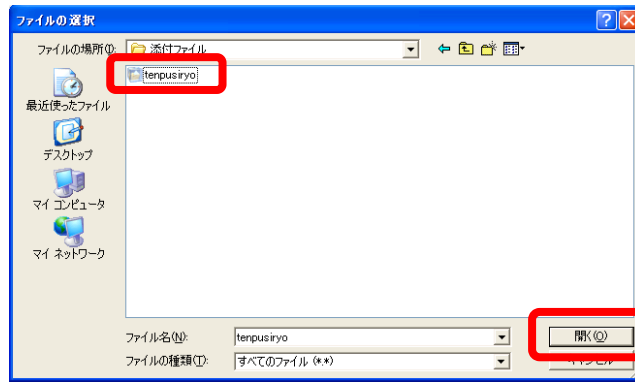 ファイルの選択
ファイルの場所(I):
添付ファイル
tenpusiryo
最近使ったファイル
デスクトップ
マイ コンピュータ
マイ ネットワーク
ファイル名(N):
tenpusiryo
開く(O)
ファイルの種類(T):
すべてのファイル (*.*)